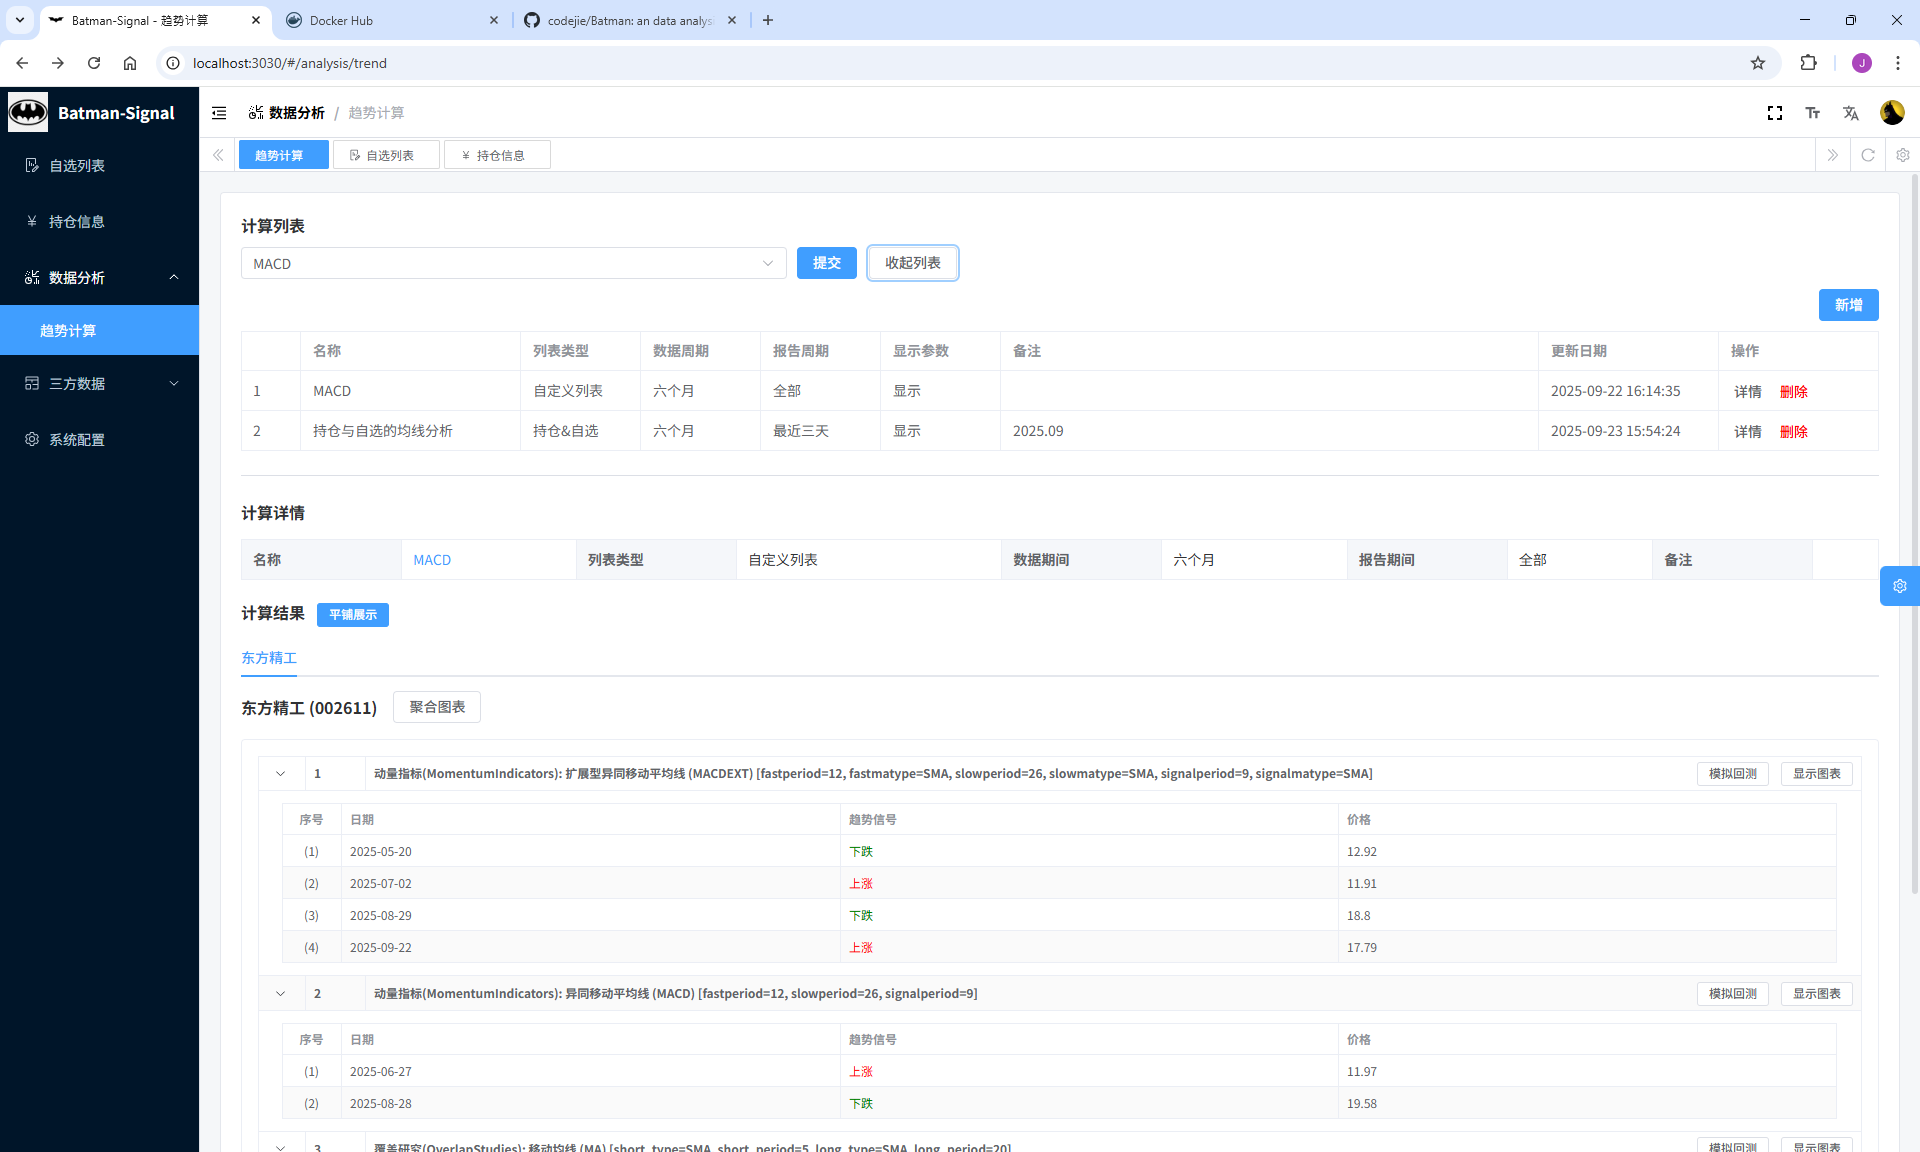 Batman-Signal - 趋势计算
Docker Hub
codejie/Batman: an data analys
localhost:3030/#/analysis/trend
J
Batman-Signal
数据分析 / 趋势计算
自选列表
持仓信息
数据分析
趋势计算
三方数据
系统配置
趋势计算 自选列表 ¥ 持仓信息
计算列表
MACD 提交 收起列表
新增
名称 列表类型 数据周期 报告周期 显示参数 备注 更新日期 操作
1 MACD 自定义列表 六个月 全部 显示 2025-09-22 16:14:35 详情 删除
2 持仓与自选的均线分析 持仓&自选 六个月 最近三天 显示 2025.09 2025-09-23 15:54:24 详情 删除
计算详情
名称 MACD 列表类型 自定义列表 数据期间 六个月 报告期间 全部 备注
计算结果 平铺展示
东方精工
东方精工 (002611) 聚合图表
1 动量指标(MomentumIndicators): 扩展型异同移动平均线 (MACDEXT) [fastperiod=12, fastmatype=SMA, slowperiod=26, slowmatype=SMA, signalperiod=9, signalmatype=SMA] 模拟回测 显示图表
序号 日期 趋势信号 价格
(1) 2025-05-20 下跌 12.92
(2) 2025-07-02 上涨 11.91
(3) 2025-08-29 下跌 18.8
(4) 2025-09-22 上涨 17.79
2 动量指标(MomentumIndicators): 异同移动平均线 (MACD) [fastperiod=12, slowperiod=26, signalperiod=9] 模拟回测 显示图表
序号 日期 趋势信号 价格
(1) 2025-06-27 上涨 11.97
(2) 2025-08-28 下跌 19.58
3 覆盖研究(OverlapStudies): 移动均线 (MA) [short_type=SMA, short_period=5, long_type=SMA, long_period=20] 模拟回测 显示图表